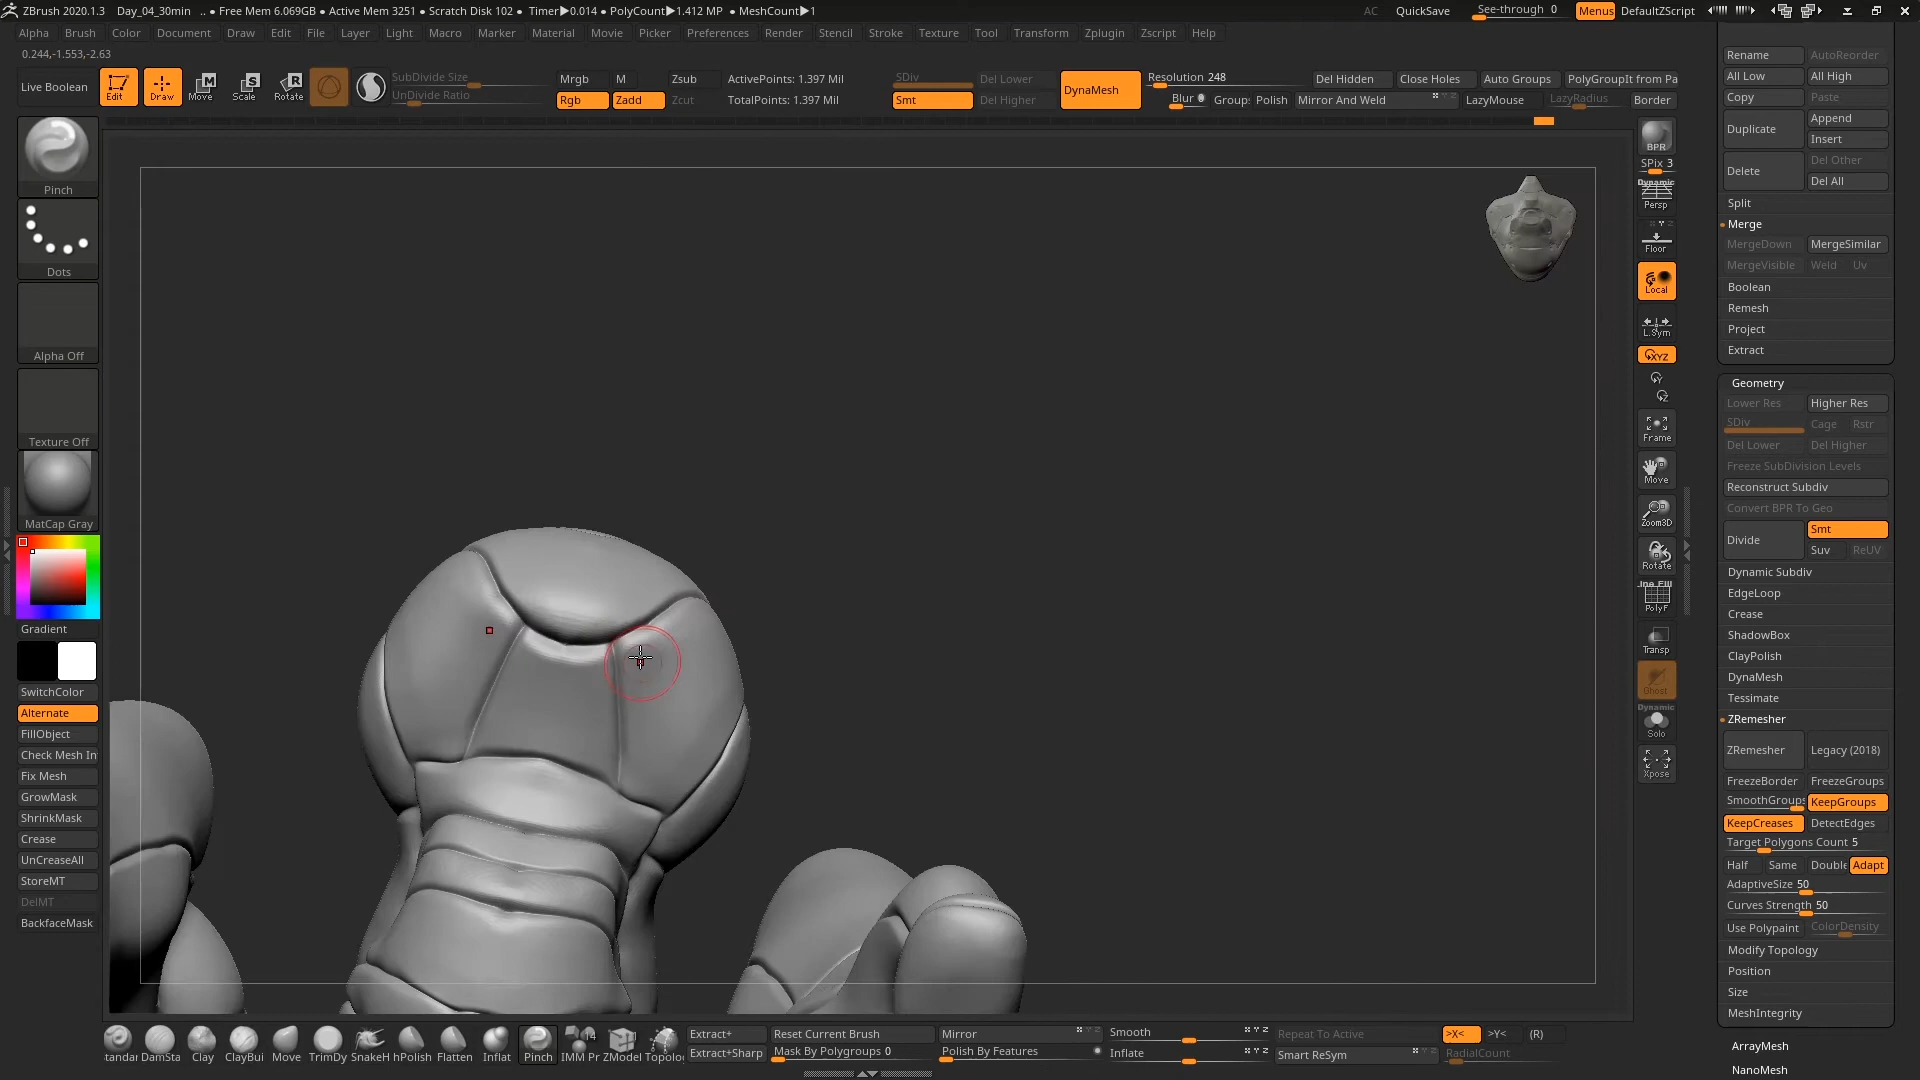 ZBrush 2020.1.3 Day_04_30min .. • Free Mem 6.069GB • Active Mem 3251 • Scratch Disk 102 • Timer▶0.014 • PolyCount▶1.412 MP • MeshCount▶1 AC QuickSave See-through 0 Menus DefaultZScript
Alpha Brush Color Document Draw Edit File Layer Light Macro Marker Material Movie Picker Preferences Render Stencil Stroke Texture Tool Transform Zplugin Zscript Help
0.244,-1.553,-2.63
Live Boolean Edit Draw Move Scale Rotate
SubDivide Size
UnDivide Ratio
Mrgb M Zsub
Rgb Zadd Zcut
ActivePoints: 1.397 Mil
TotalPoints: 1.397 Mil
SDiv Del Lower
Smt Del Higher
DynaMesh
Resolution 248
Blur 0 Group: Polish
Del Hidden Close Holes Auto Groups PolyGroupIt from Pa
Mirror And Weld LazyMouse LazyRadius Border
Pinch
Dots
Alpha Off
Texture Off
MatCap Gray
Gradient
SwitchColor
Alternate
FillObject
Check Mesh In
Fix Mesh
GrowMask
ShrinkMask
Crease
UnCreaseAll
StoreMT
DelMT
BackfaceMask
BPR
SPix 3
Dynamic
Persp
Floor
Local
L.Sym
XYZ
Y
Z
Frame
Move
Zoom3D
Rotate
ine Fill
PolyF
Transp
Ghost
Dynamic
Solo
Xpose
Rename AutoReorder
All Low All High
Copy Paste
Duplicate Append
Insert
Delete Del Other
Del All
Split
Merge
MergeDown MergeSimilar
MergeVisible Weld Uv
Boolean
Remesh
Project
Extract
Geometry
Lower Res Higher Res
SDiv Cage Rstr
Del Lower Del Higher
Freeze SubDivision Levels
Reconstruct Subdiv
Convert BPR To Geo
Divide Smt
Suv ReUV
Dynamic Subdiv
EdgeLoop
Crease
ShadowBox
ClayPolish
DynaMesh
Tessimate
ZRemesher
ZRemesher Legacy (2018)
FreezeBorder FreezeGroups
SmoothGroups KeepGroups
KeepCreases DetectEdges
Target Polygons Count 5
Half Same Double Adapt
AdaptiveSize 50
Curves Strength 50
Use Polypaint ColorDensity
Modify Topology
Position
Size
MeshIntegrity
ArrayMesh
NanoMesh
tandar DamSta Clay ClayBui Move TrimDy SnakeH hPolish Flatten Inflat Pinch IMM Pr ZModel Topolo
14
Extract+ Reset Current Brush Mirror Smooth Repeat To Active >X< >Y< (R)
Extract+Sharp Mask By Polygroups 0 Polish By Features Inflate Smart ReSym RadialCount